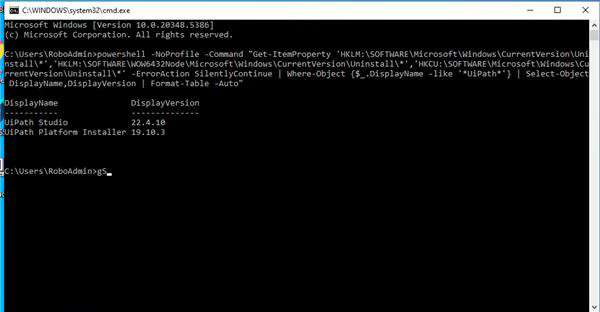 C:\WINDOWS\system32\cmd.exe
Microsoft Windows [Version 10.0.20348.5386]
(c) Microsoft Corporation. All rights reserved.
C:\Users\RoboAdmin>powershell -NoProfile -Command "Get-ItemProperty 'HKLM:\SOFTWARE\Microsoft\Windows\CurrentVersion\Uni
nstall\*','HKLM:\SOFTWARE\WOW6432Node\Microsoft\Windows\CurrentVersion\Uninstall\*','HKCU:\SOFTWARE\Microsoft\Windows\Cu
rrentVersion\Uninstall\*' -ErrorAction SilentlyContinue | Where-Object {$_.DisplayName -like '*UiPath*'} | Select-Object
DisplayName,DisplayVersion | Format-Table -Auto"
DisplayName DisplayVersion
----------- --------------
UiPath Studio 22.4.10
UiPath Platform Installer 19.10.3
C:\Users\RoboAdmin>gS